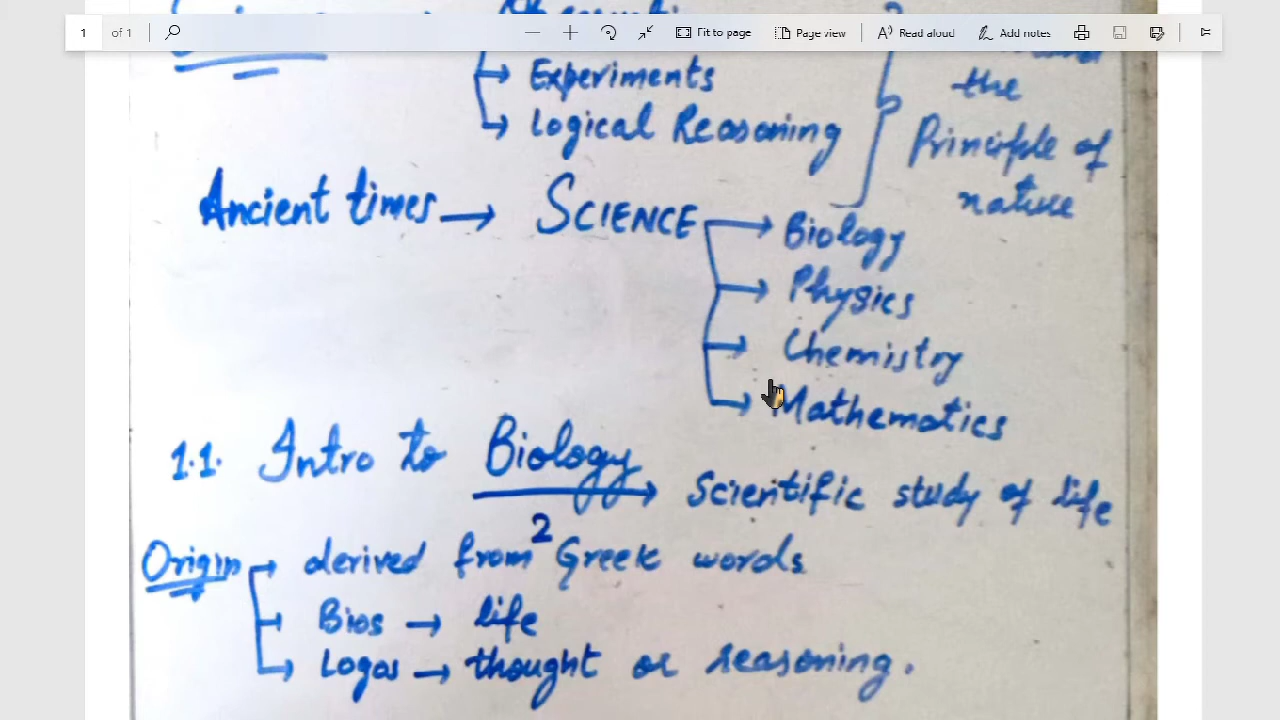 1 of 1 Fit to page Page view Read aloud Add notes
Experiments
the
Logical Reasoning
Principle of
nature
Ancient times → SCIENCE → Biology
→ Physics
→ Chemistry
→ Mathematics
1.1. Intro to Biology → Scientific study of life
Origin → derived from 2 Greek words
→ Bios → life
→ Logos → thought or reasoning.